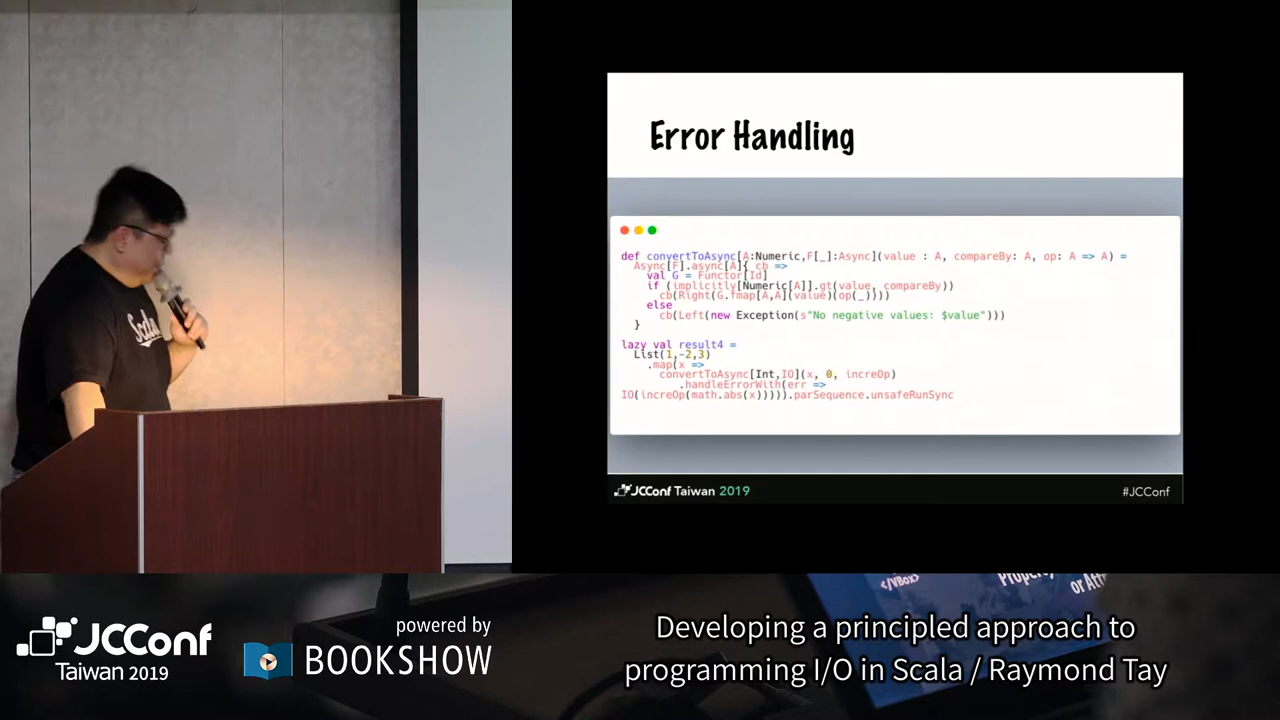 Error Handling
def convertToAsync[A:Numeric,F[_]:Async](value : A, compareBy: A, op: A => A) =
Async[F].async[A]{ cb =>
val G = Functor[Id]
if (implicitly[Numeric[A]].gt(value, compareBy))
cb(Right(G.fmap[A,A](value)(op(_))))
else
cb(Left(new Exception(s"No negative values: $value")))
}
lazy val result4 =
List(1,-2,3)
.map(x =>
convertToAsync[Int,IO](x, 0, increOp)
.handleErrorWith(err =>
IO(increOp(math.abs(x))))).parSequence.unsafeRunSync
JCConf Taiwan 2019
#JCConf
Scala
</VBox>
JCConf
Taiwan 2019
powered by
BOOKSHOW
Developing a principled approach to
programming I/O in Scala / Raymond Tay